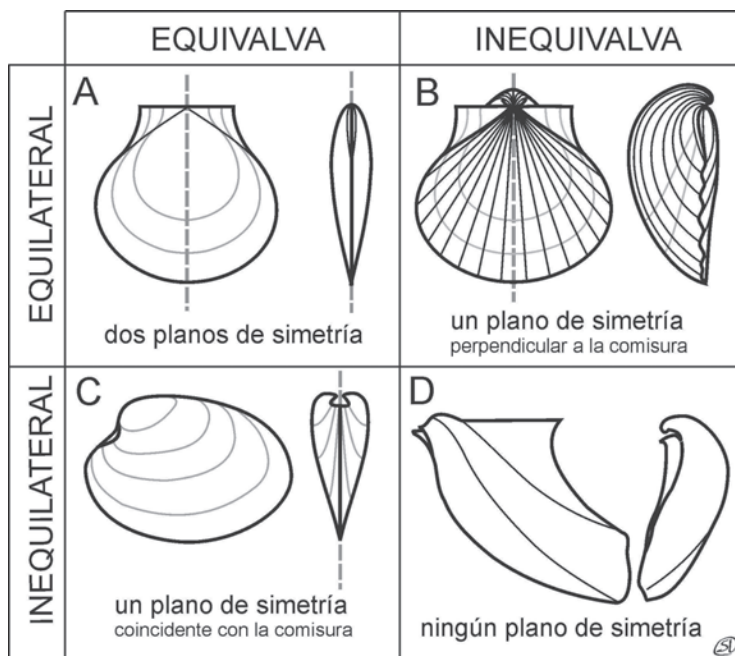 EQUIVALVA
INEQUIVALVA
EQUILATERAL
A
dos planos de simetría
B
un plano de simetría
perpendicular a la comisura
INEQUILATERAL
C
un plano de simetría
coincidente con la comisura
D
ningún plano de simetría